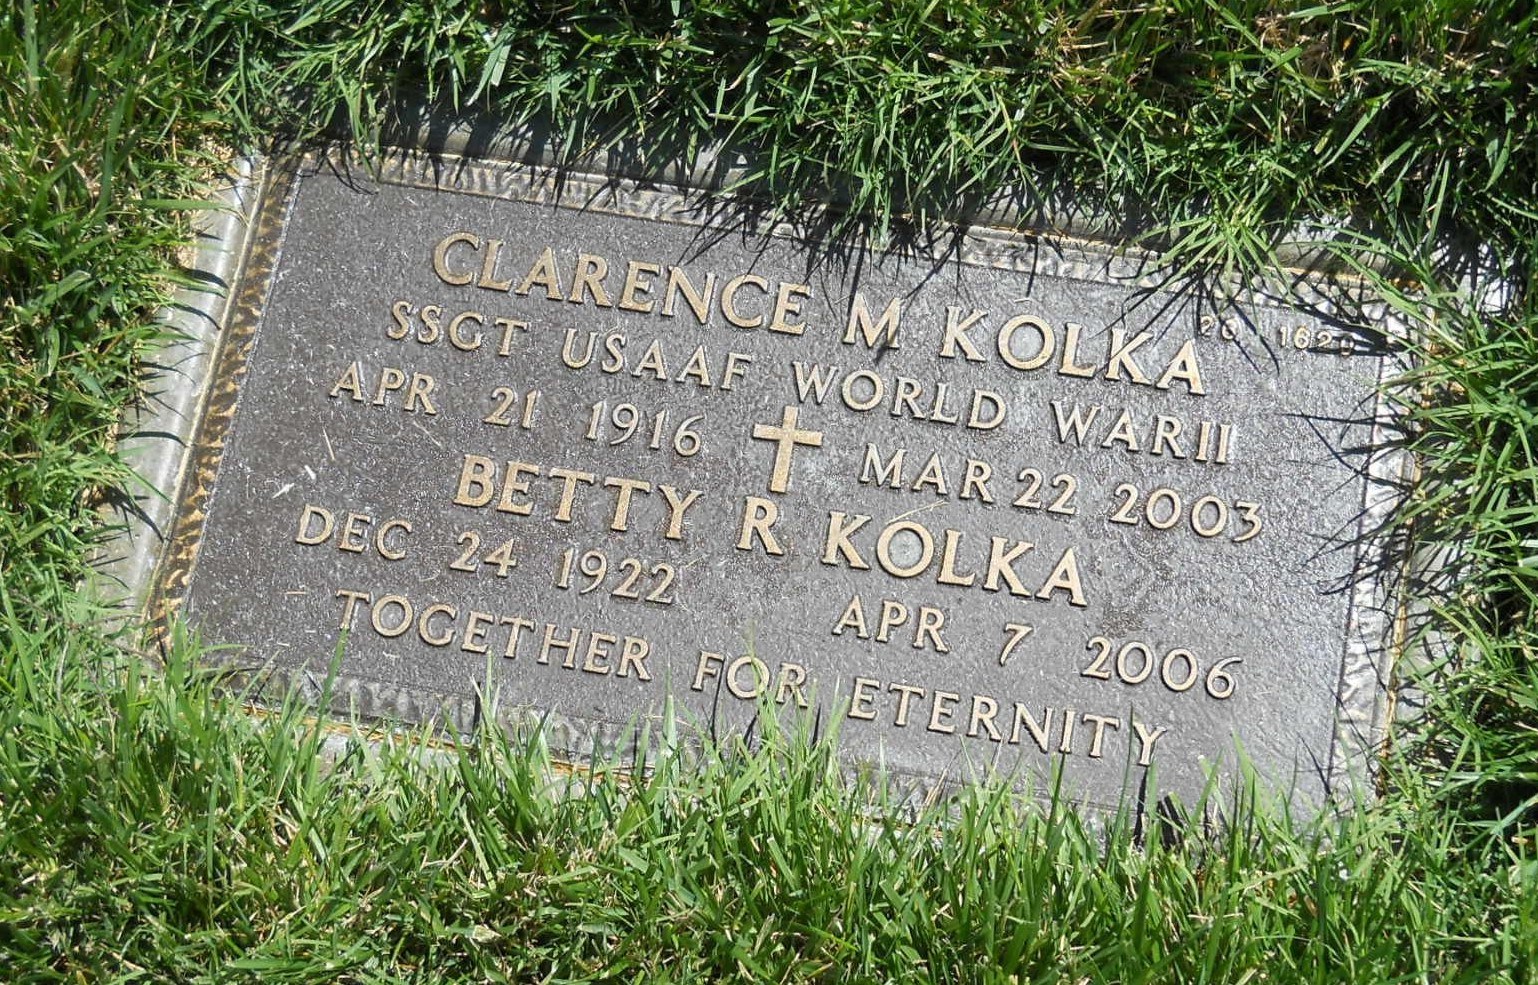 CLARENCE M KOLKA
SSGT USAAF WORLD WAR II
APR 21 1916 MAR 22 2003
BETTY R KOLKA
DEC 24 1922 APR 7 2006
TOGETHER FOR ETERNITY